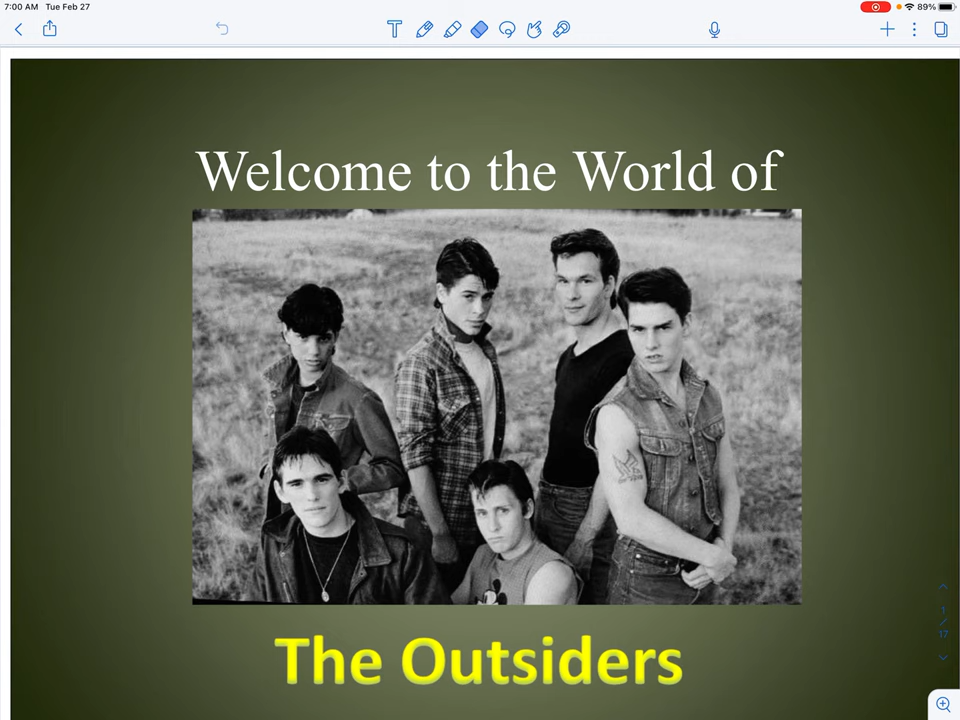 7:00 AM Tue Feb 27
89%
T
Welcome to the World of
The Outsiders
1
/
17